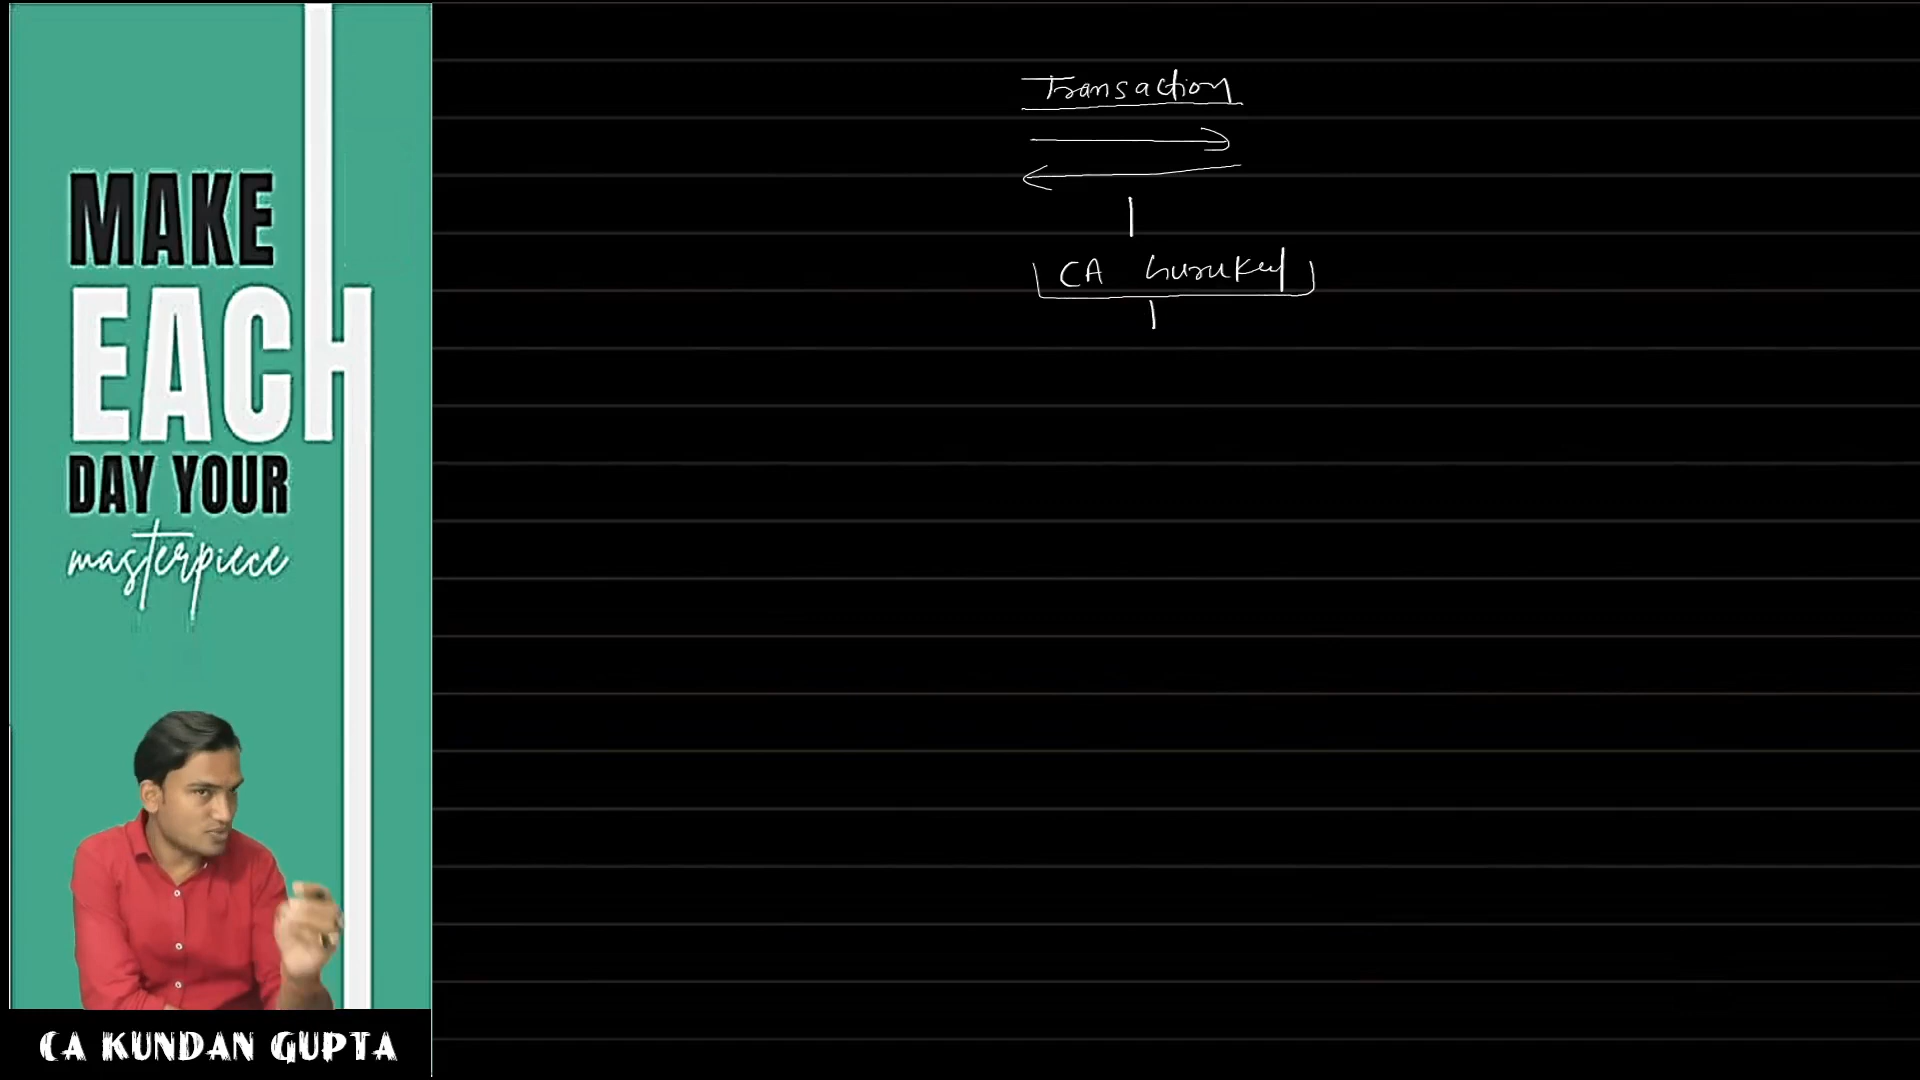 MAKE
EACH
DAY YOUR
masterpiece
CA KUNDAN GUPTA
Transaction
CA Gurukul